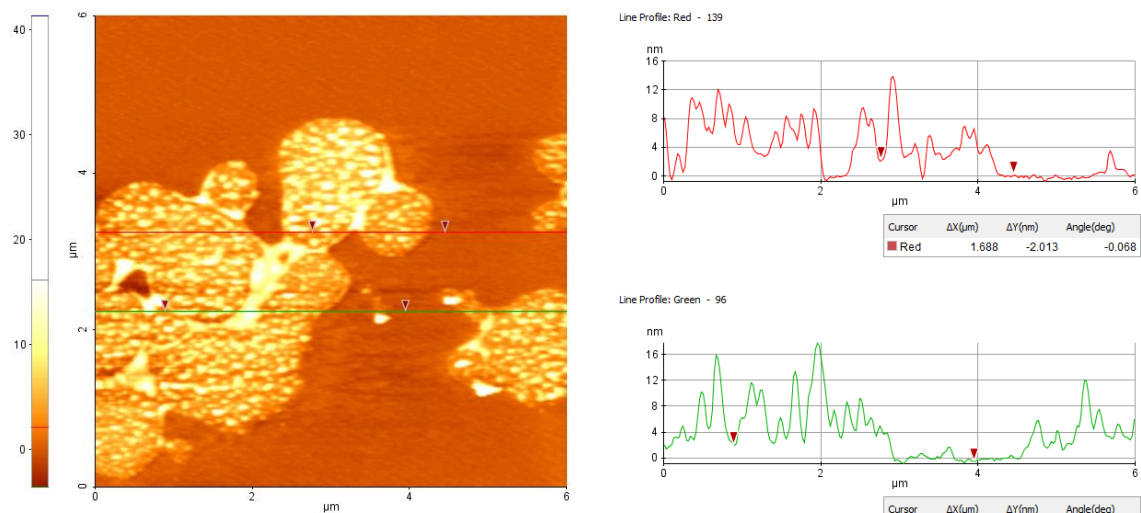 40
30
20
10
0
6
4
2
0
µm
0 2 4 6
µm
Line Profile: Red - 139
nm
16
12
8
4
0
0 2 4 6
µm
Cursor ΔX(µm) ΔY(nm) Angle(deg)
Red 1.688 -2.013 -0.068
Line Profile: Green - 96
nm
16
12
8
4
0
0 2 4 6
µm
Cursor ΔX(µm) ΔY(nm) Angle(deg)